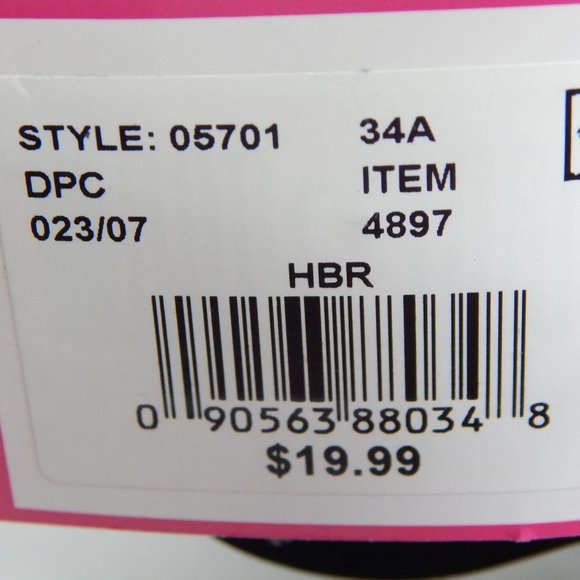 STYLE: 05701 34A
DPC ITEM
023/07 4897
HBR
0 90563 88034 8
$19.99